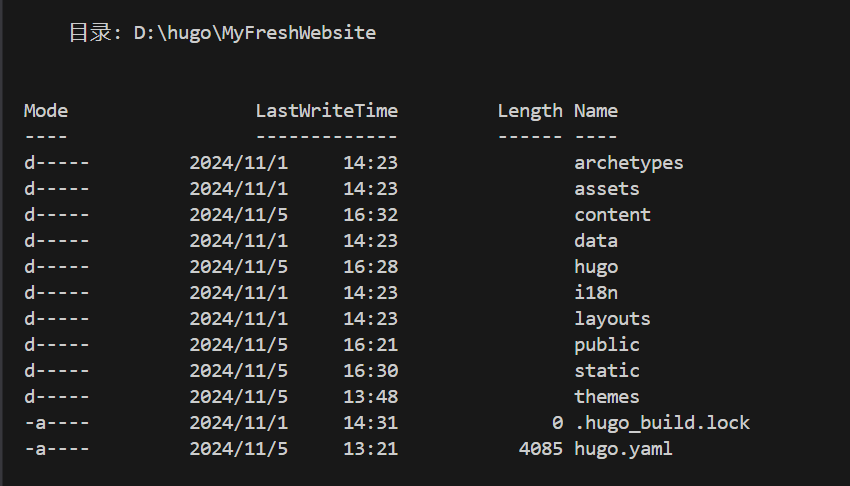 目录: D:\hugo\MyFreshWebsite
Mode LastWriteTime Length Name
---- ------------- ------ ----
d----- 2024/11/1 14:23 archetypes
d----- 2024/11/1 14:23 assets
d----- 2024/11/5 16:32 content
d----- 2024/11/1 14:23 data
d----- 2024/11/5 16:28 hugo
d----- 2024/11/1 14:23 i18n
d----- 2024/11/1 14:23 layouts
d----- 2024/11/5 16:21 public
d----- 2024/11/5 16:30 static
d----- 2024/11/5 13:48 themes
-a---- 2024/11/1 14:31 0 .hugo_build.lock
-a---- 2024/11/5 13:21 4085 hugo.yaml